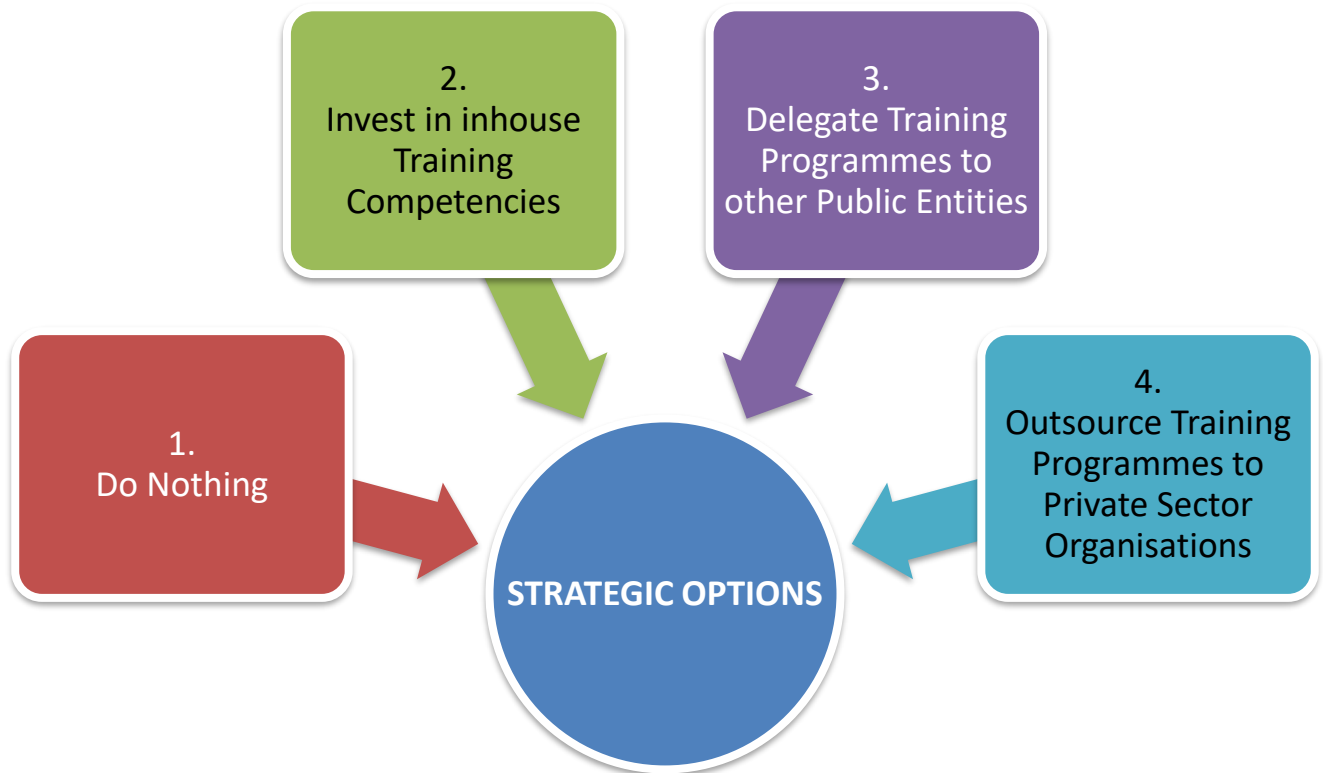 2.
Invest in inhouse
Training
Competencies
3.
Delegate Training
Programmes to
other Public Entities
1.
Do Nothing
4.
Outsource Training
Programmes to
Private Sector
Organisations
STRATEGIC OPTIONS